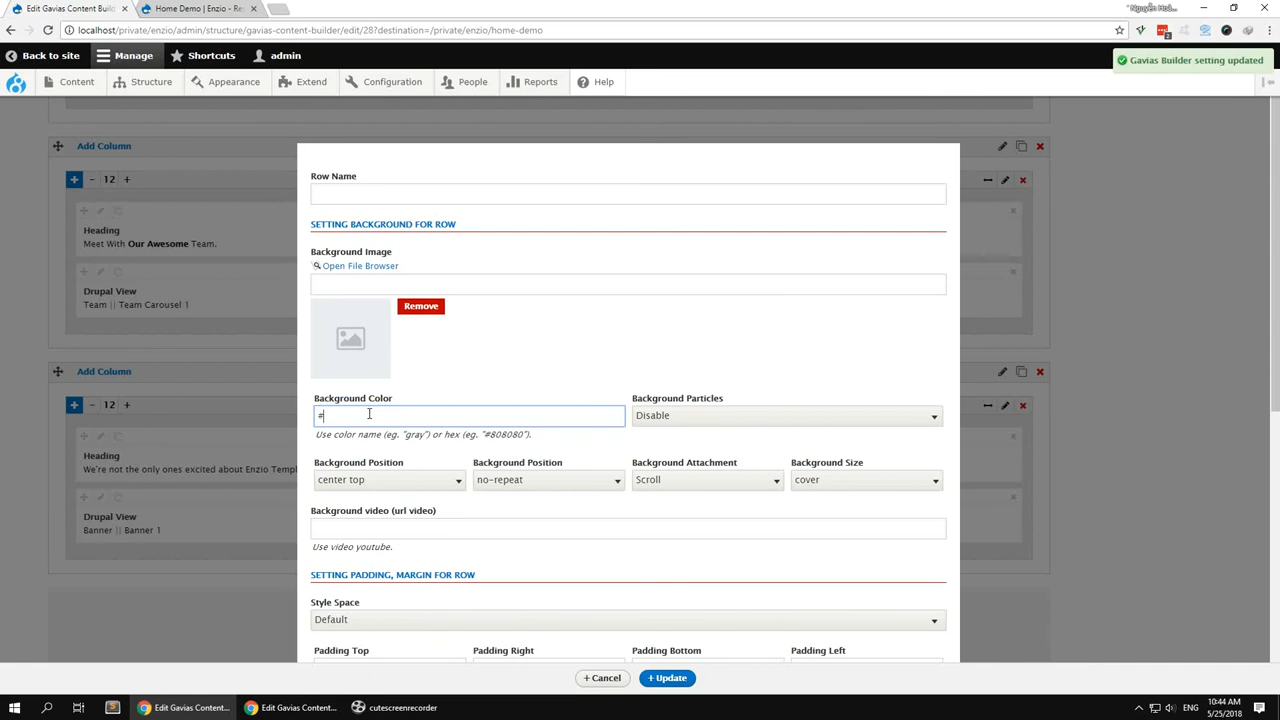 Edit Gavias Content Buil
Home Demo | Enzio - Res
localhost/private/enzio/admin/structure/gavias-content-builder/edit/28?destination=/private/enzio/home-demo
Back to site
Manage
Shortcuts
admin
Gavias Builder setting updated
Content
Structure
Appearance
Extend
Configuration
People
Reports
Help
Add Column
12
Heading
Meet With Our Awesome Team.
Drupal View
Team || Team Carousel 1
Add Column
12
Heading
We're not the only ones excited about Enzio Templ
Drupal View
Banner || Banner 1
Row Name
SETTING BACKGROUND FOR ROW
Background Image
Open File Browser
Remove
Background Color
Background Particles
#
Disable
Use color name (eg. "gray") or hex (eg. "#808080").
Background Position
Background Position
Background Attachment
Background Size
center top
no-repeat
Scroll
cover
Background video (url video)
Use video youtube.
SETTING PADDING, MARGIN FOR ROW
Style Space
Default
Padding Top
Padding Right
Padding Bottom
Padding Left
+ Cancel
+ Update
Edit Gavias Content...
Edit Gavias Content...
cutescreenrecorder
ENG
10:44 AM
5/25/2018